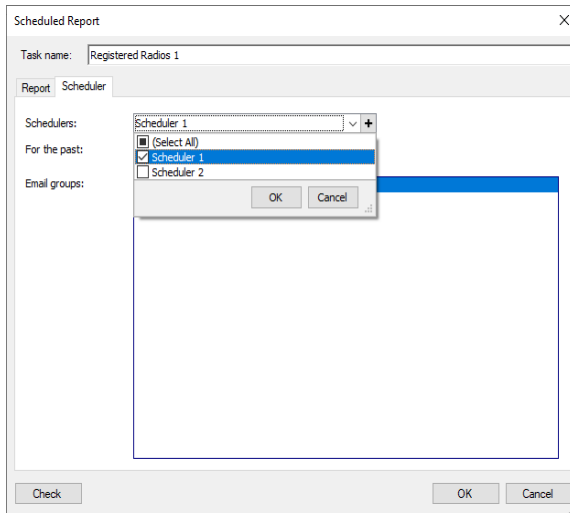 Scheduled Report
Task name: Registered Radios 1
Report Scheduler
Schedulers: Scheduler 1
(Select All)
For the past:
Scheduler 1
Scheduler 2
Email groups:
OK Cancel
Check OK Cancel